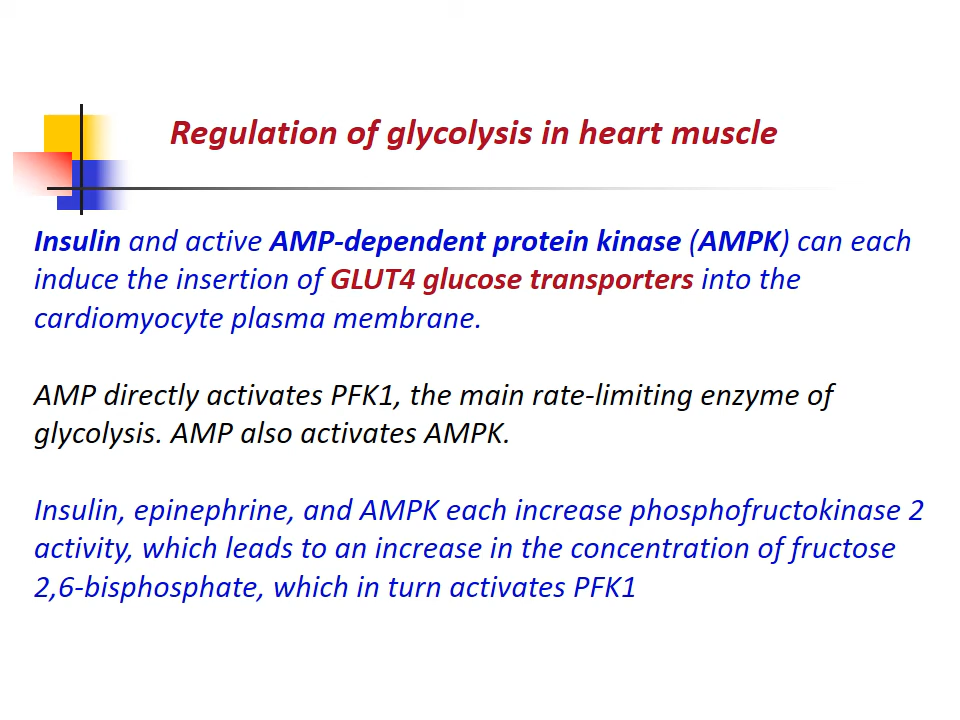 Regulation of glycolysis in heart muscle
Insulin and active AMP-dependent protein kinase (AMPK) can each
induce the insertion of GLUT4 glucose transporters into the
cardiomyocyte plasma membrane.
AMP directly activates PFK1, the main rate-limiting enzyme of
glycolysis. AMP also activates AMPK.
Insulin, epinephrine, and AMPK each increase phosphofructokinase 2
activity, which leads to an increase in the concentration of fructose
2,6-bisphosphate, which in turn activates PFK1